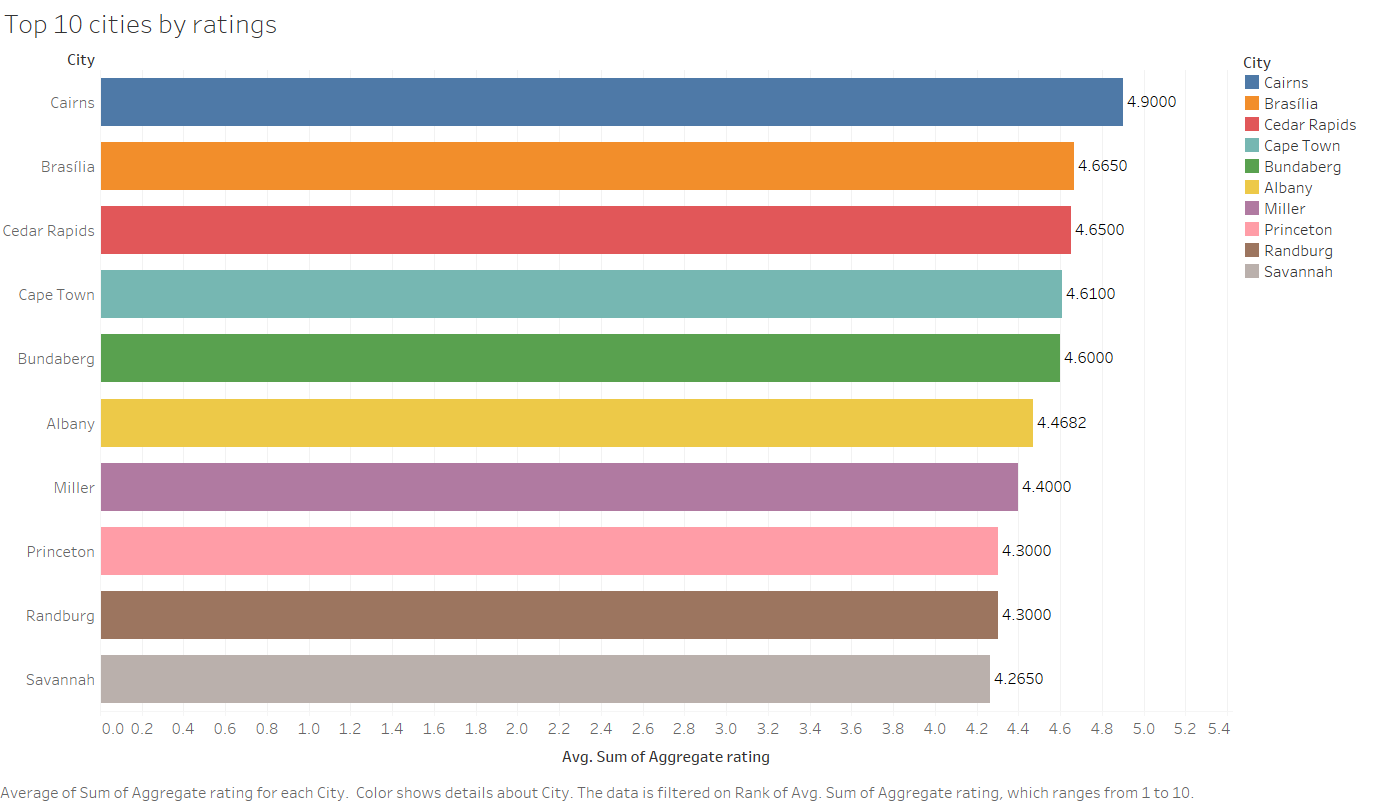 Top 10 cities by ratings
City
Cairns
4.9000
Brasília
4.6650
Cedar Rapids
4.6500
Cape Town
4.6100
Bundaberg
4.6000
Albany
4.4682
Miller
4.4000
Princeton
4.3000
Randburg
4.3000
Savannah
4.2650
0.0 0.2 0.4 0.6 0.8 1.0 1.2 1.4 1.6 1.8 2.0 2.2 2.4 2.6 2.8 3.0 3.2 3.4 3.6 3.8 4.0 4.2 4.4 4.6 4.8 5.0 5.2 5.4
Avg. Sum of Aggregate rating
City
Cairns
Brasília
Cedar Rapids
Cape Town
Bundaberg
Albany
Miller
Princeton
Randburg
Savannah
Average of Sum of Aggregate rating for each City.  Color shows details about City. The data is filtered on Rank of Avg. Sum of Aggregate rating, which ranges from 1 to 10.